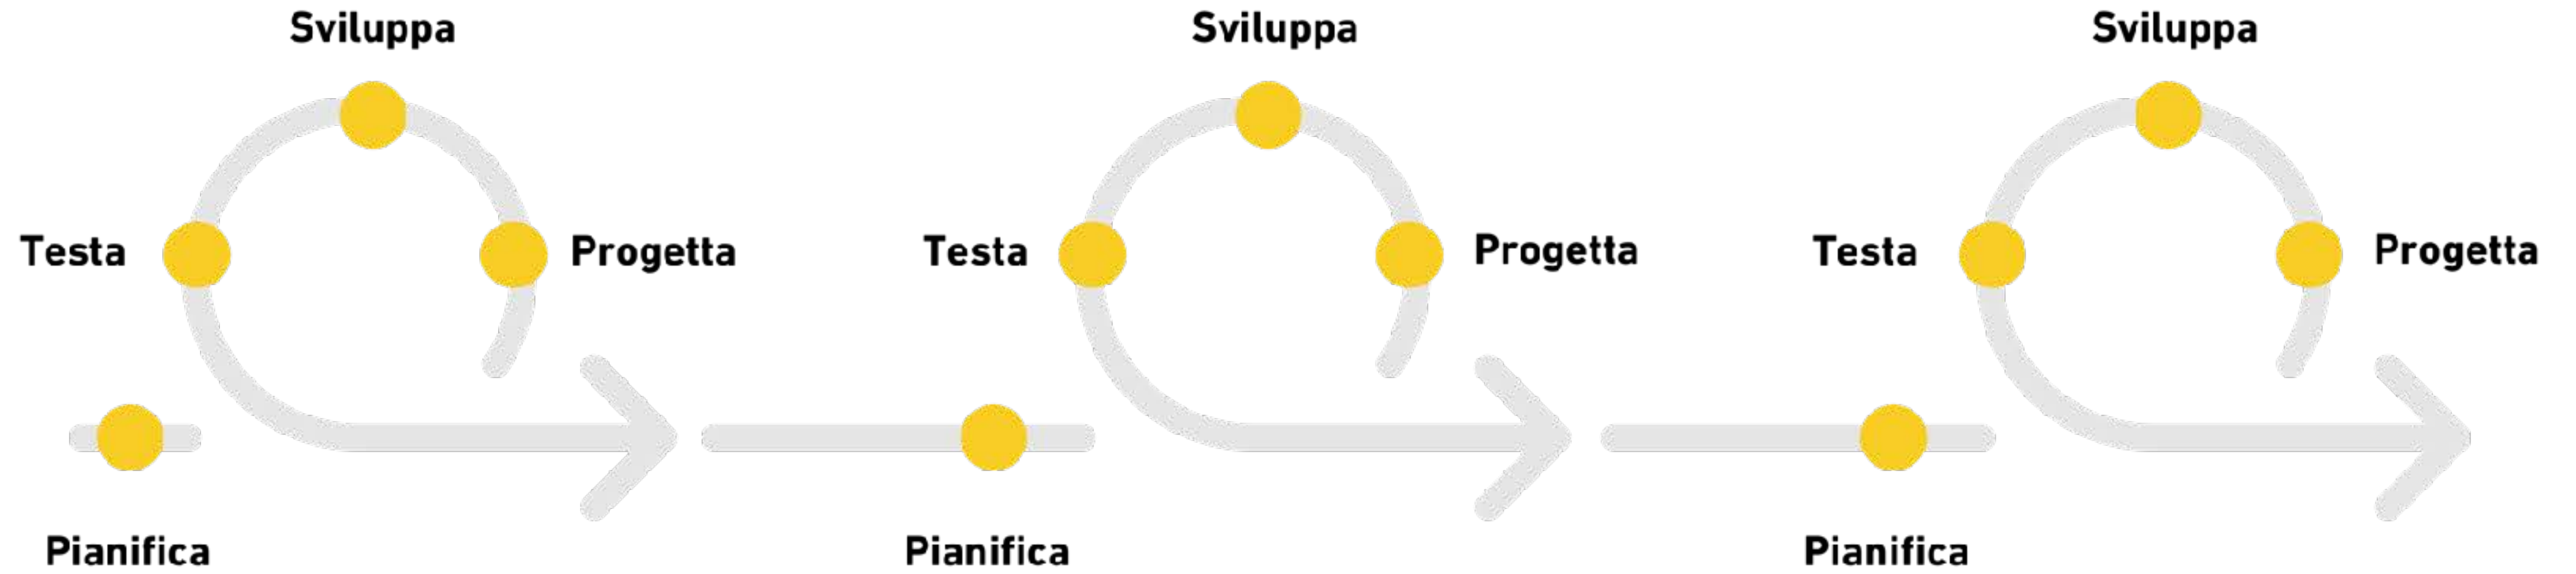 Sviluppa
Sviluppa
Sviluppa
Testa
Progetta
Testa
Progetta
Testa
Progetta
Pianifica
Pianifica
Pianifica